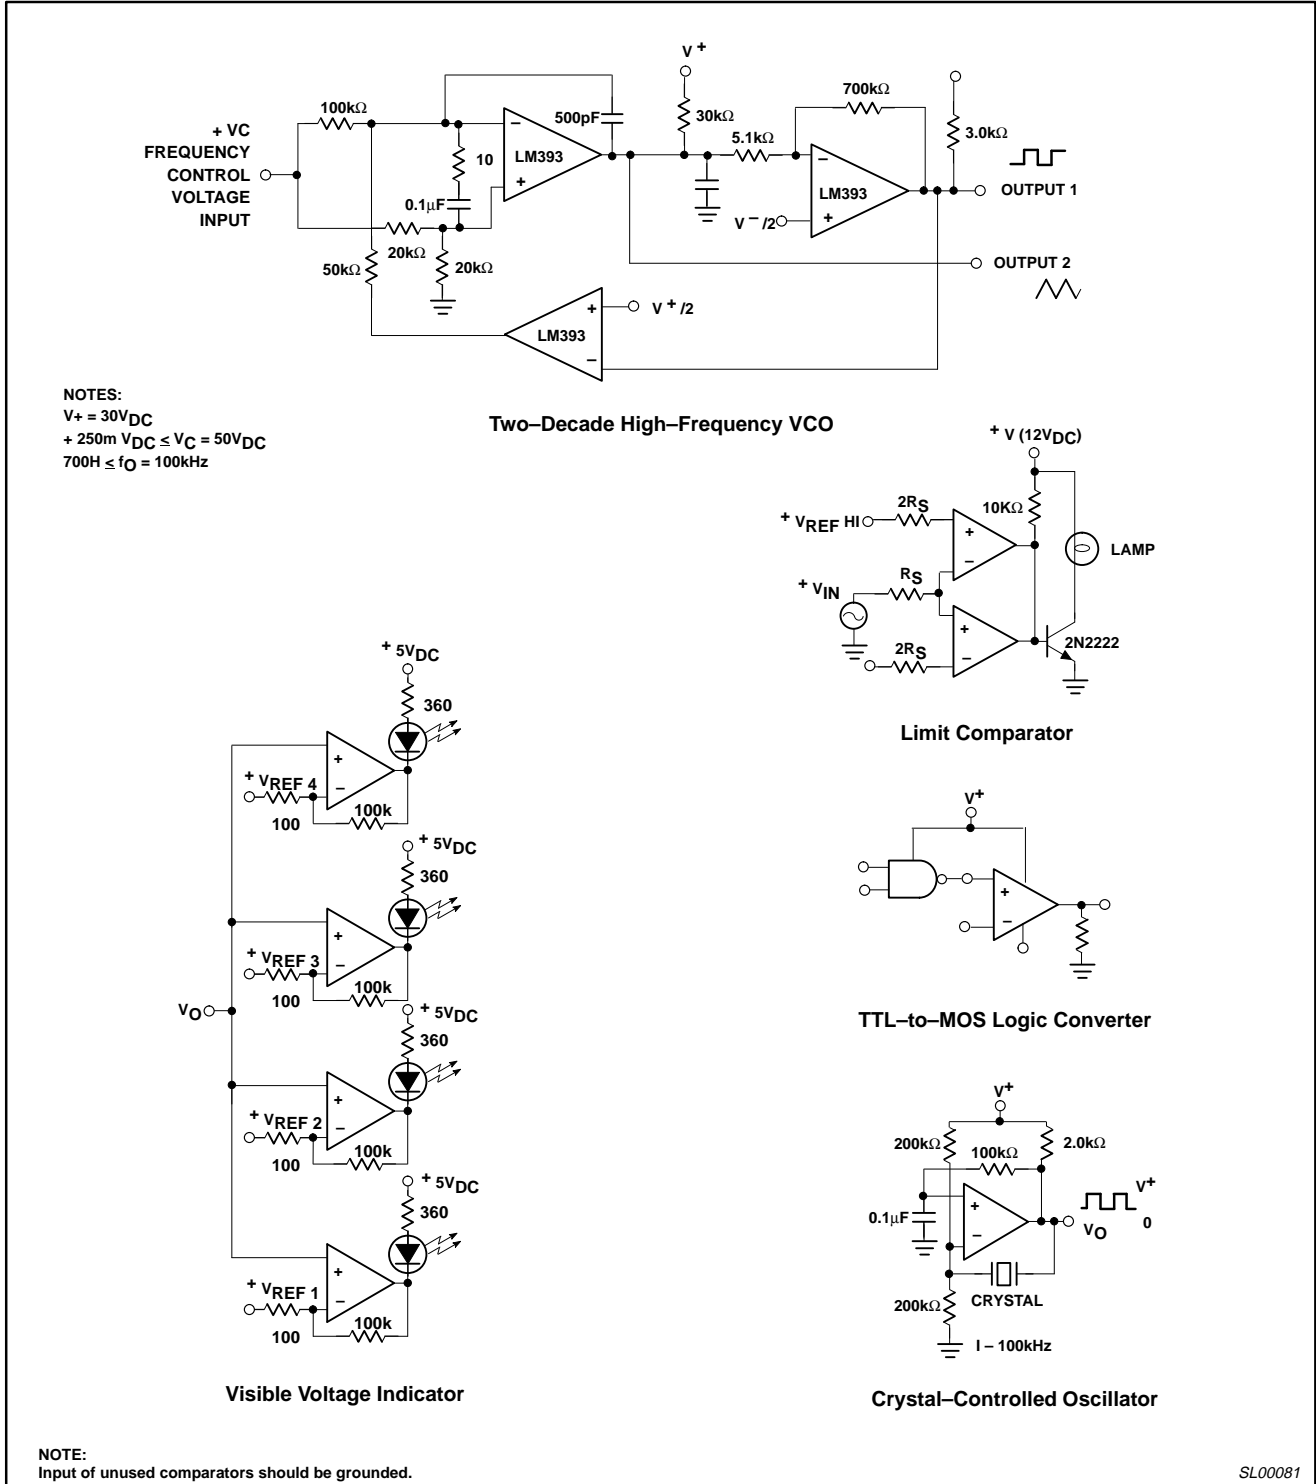 + VC
FREQUENCY
CONTROL
VOLTAGE
INPUT
100kΩ
10
0.1μF
20kΩ
20kΩ
50kΩ
500pF
−
+
LM393
V +
30kΩ
5.1kΩ
700kΩ
−
+
LM393
V − /2
3.0kΩ
OUTPUT 1
OUTPUT 2
+
−
LM393
V + /2
NOTES:
V+ = 30VDC
+ 250m VDC ≤ VC = 50VDC
700H ≤ fO = 100kHz
Two–Decade High–Frequency VCO
+ V (12VDC)
10KΩ
LAMP
+ VREF HI
2RS
+
−
+ VIN
RS
+
−
2RS
2N2222
Limit Comparator
+ 5VDC
360
+
−
+ VREF 4
100
100k
+ 5VDC
360
+
−
+ VREF 3
100
100k
VO
+ 5VDC
360
+
−
+ VREF 2
100
100k
+ 5VDC
360
+
−
+ VREF 1
100
100k
Visible Voltage Indicator
V+
+
−
TTL–to–MOS Logic Converter
V+
200kΩ
100kΩ
2.0kΩ
0.1μF
+
−
V+
0
VO
CRYSTAL
200kΩ
I – 100kHz
Crystal–Controlled Oscillator
NOTE:
Input of unused comparators should be grounded.
SL00081